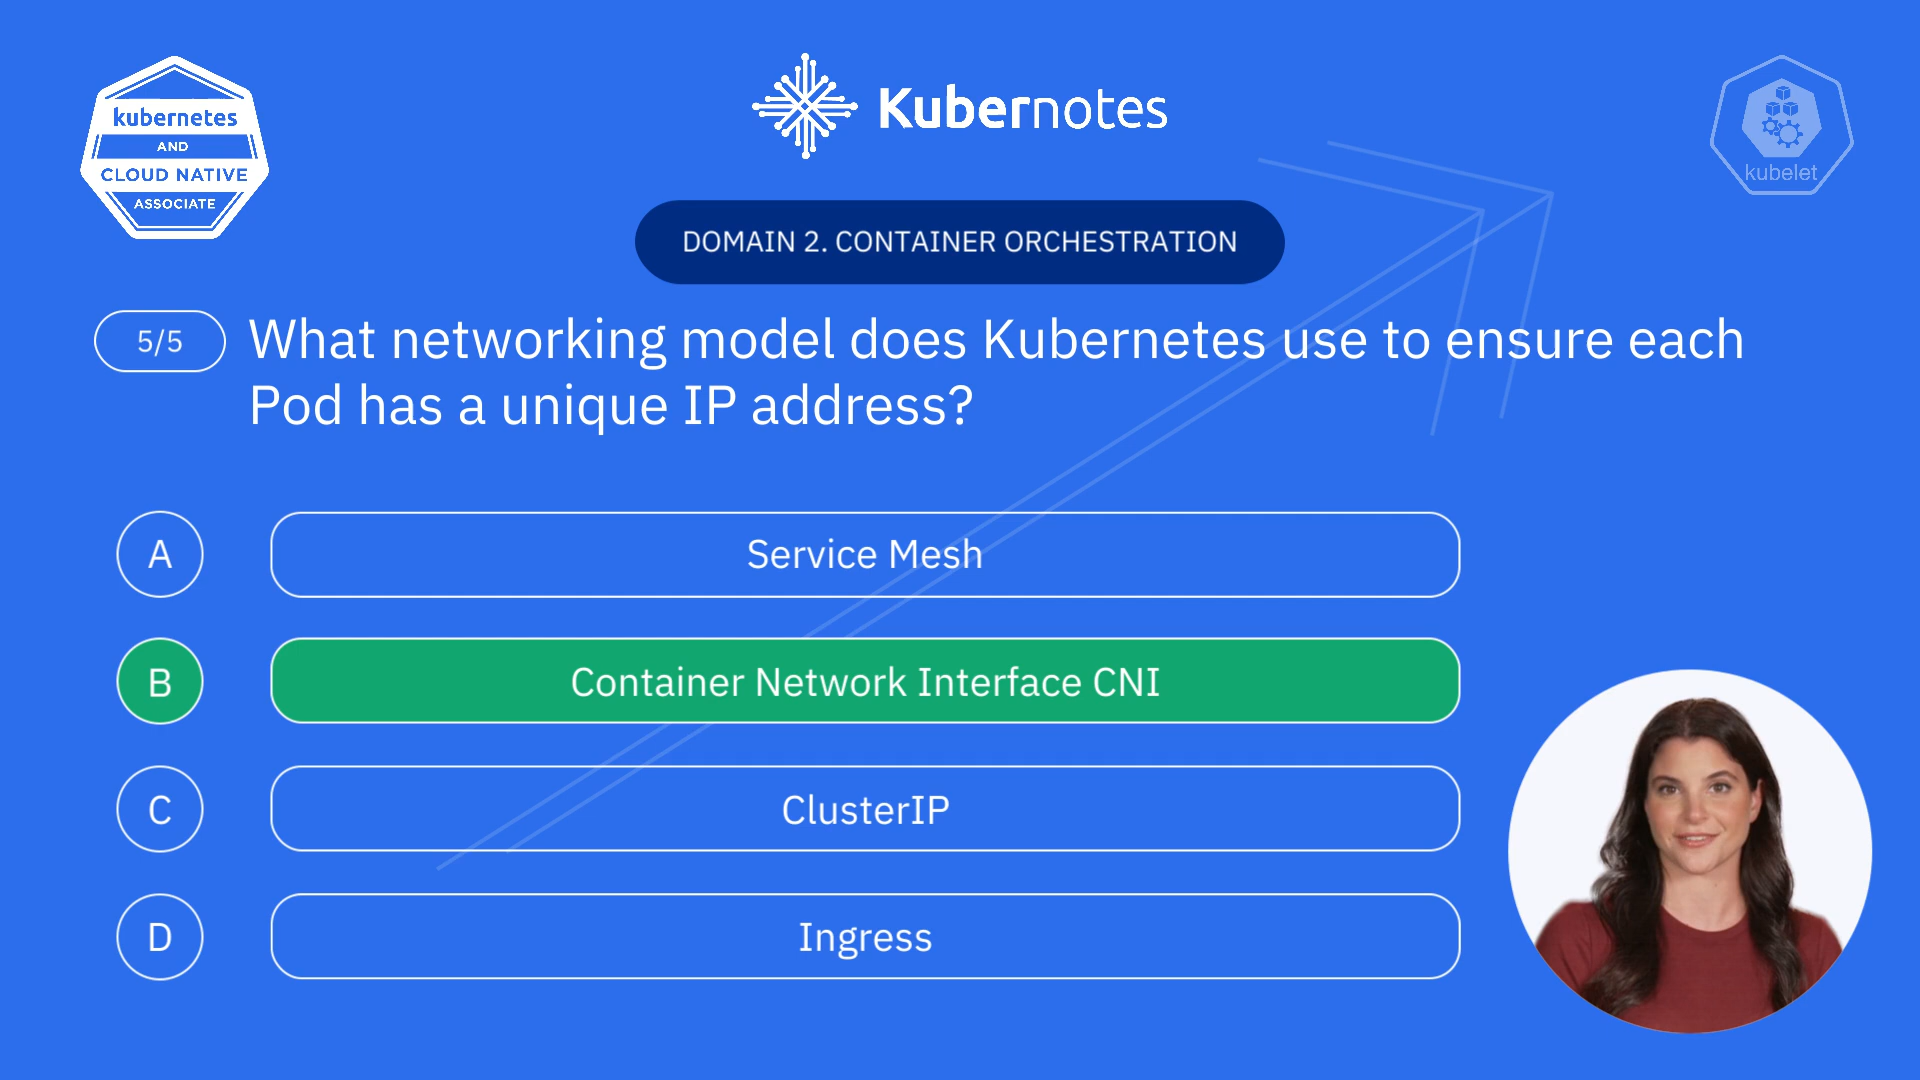 kubernetes
AND
CLOUD NATIVE
ASSOCIATE
Kubernotes
kubelet
DOMAIN 2. CONTAINER ORCHESTRATION
5/5
What networking model does Kubernetes use to ensure each
Pod has a unique IP address?
A
Service Mesh
B
Container Network Interface CNI
C
ClusterIP
D
Ingress